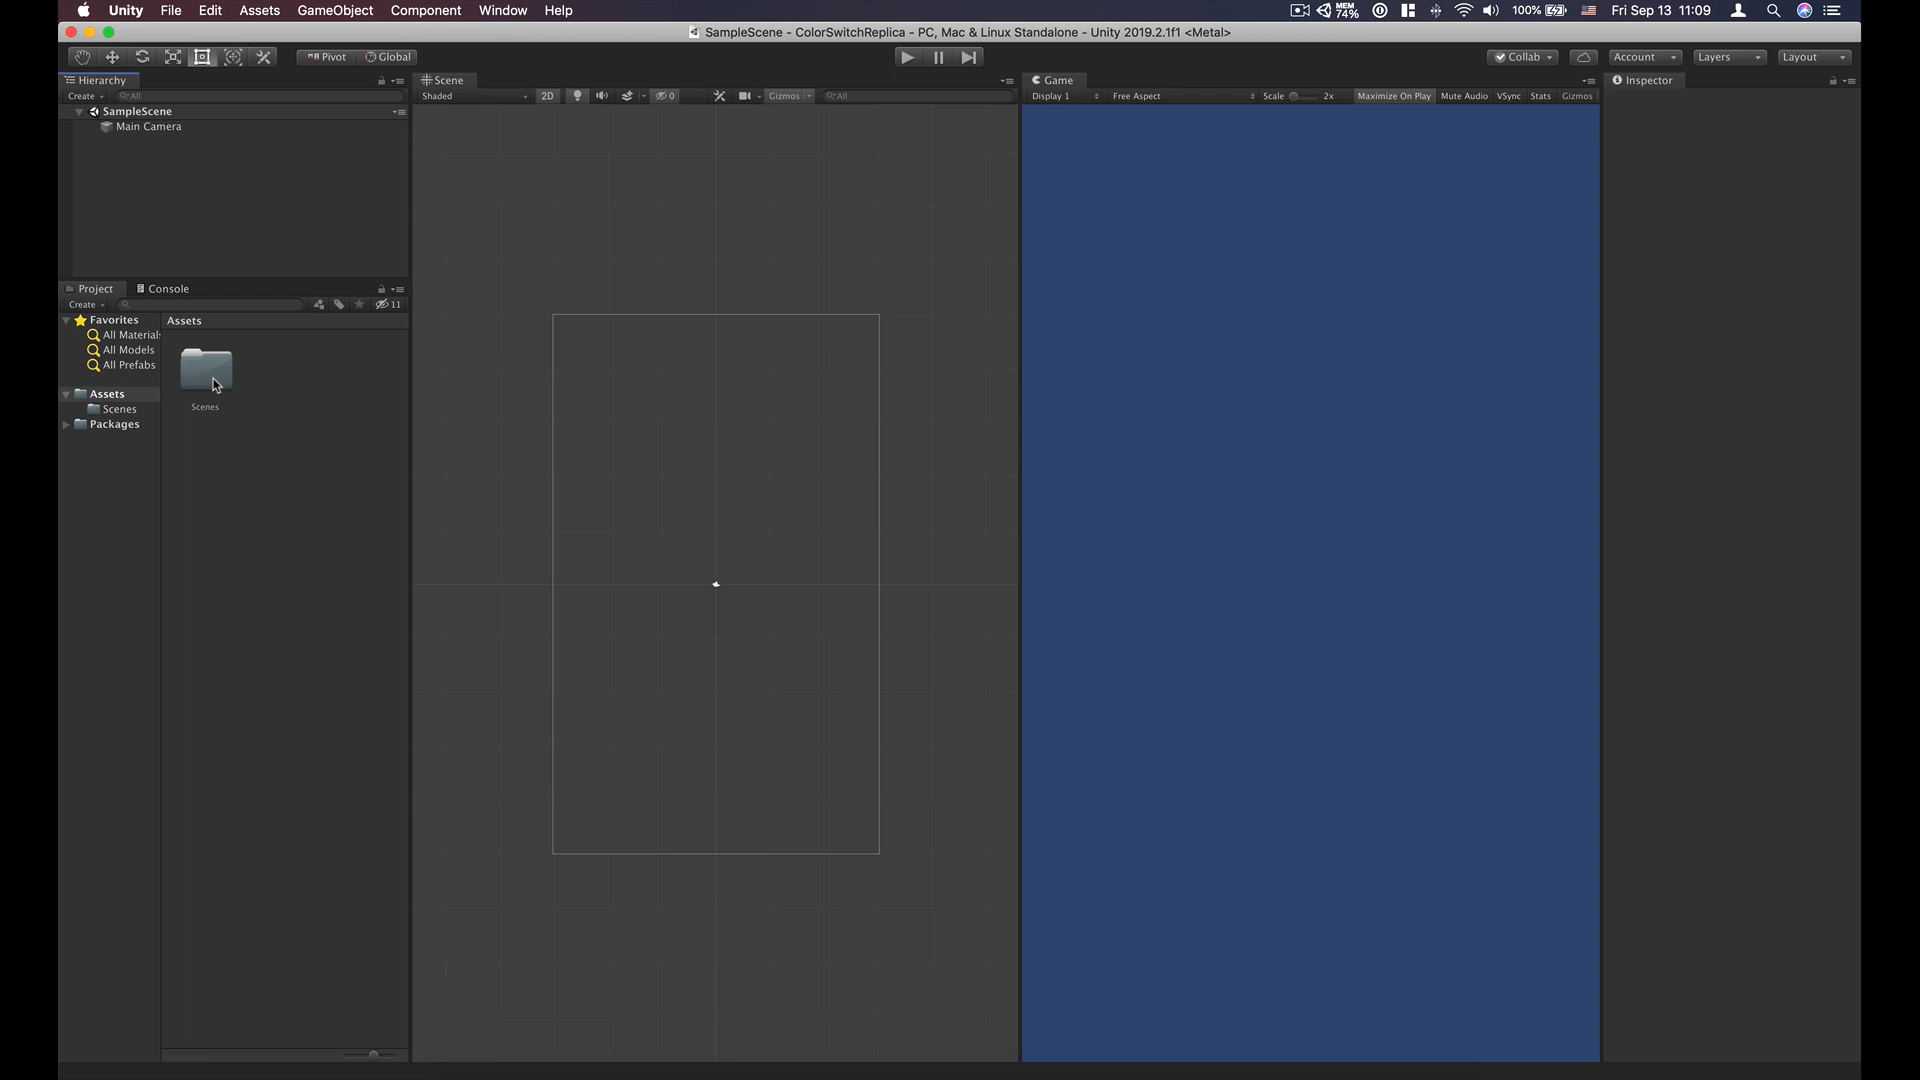 Unity File Edit Assets GameObject Component Window Help MEM 74% 100% Fri Sep 13 11:09
SampleScene - ColorSwitchReplica - PC, Mac & Linux Standalone - Unity 2019.2.1f1 <Metal>
Pivot Global Collab Account Layers Layout
Hierarchy Scene Game Inspector
Create All Shaded 2D 0 Gizmos All Display 1 Free Aspect Scale 2x Maximize On Play Mute Audio VSync Stats Gizmos
SampleScene
Main Camera
Project Console
Create 11
Favorites Assets
All Materials
All Models
All Prefabs
Assets
Scenes Scenes
Packages